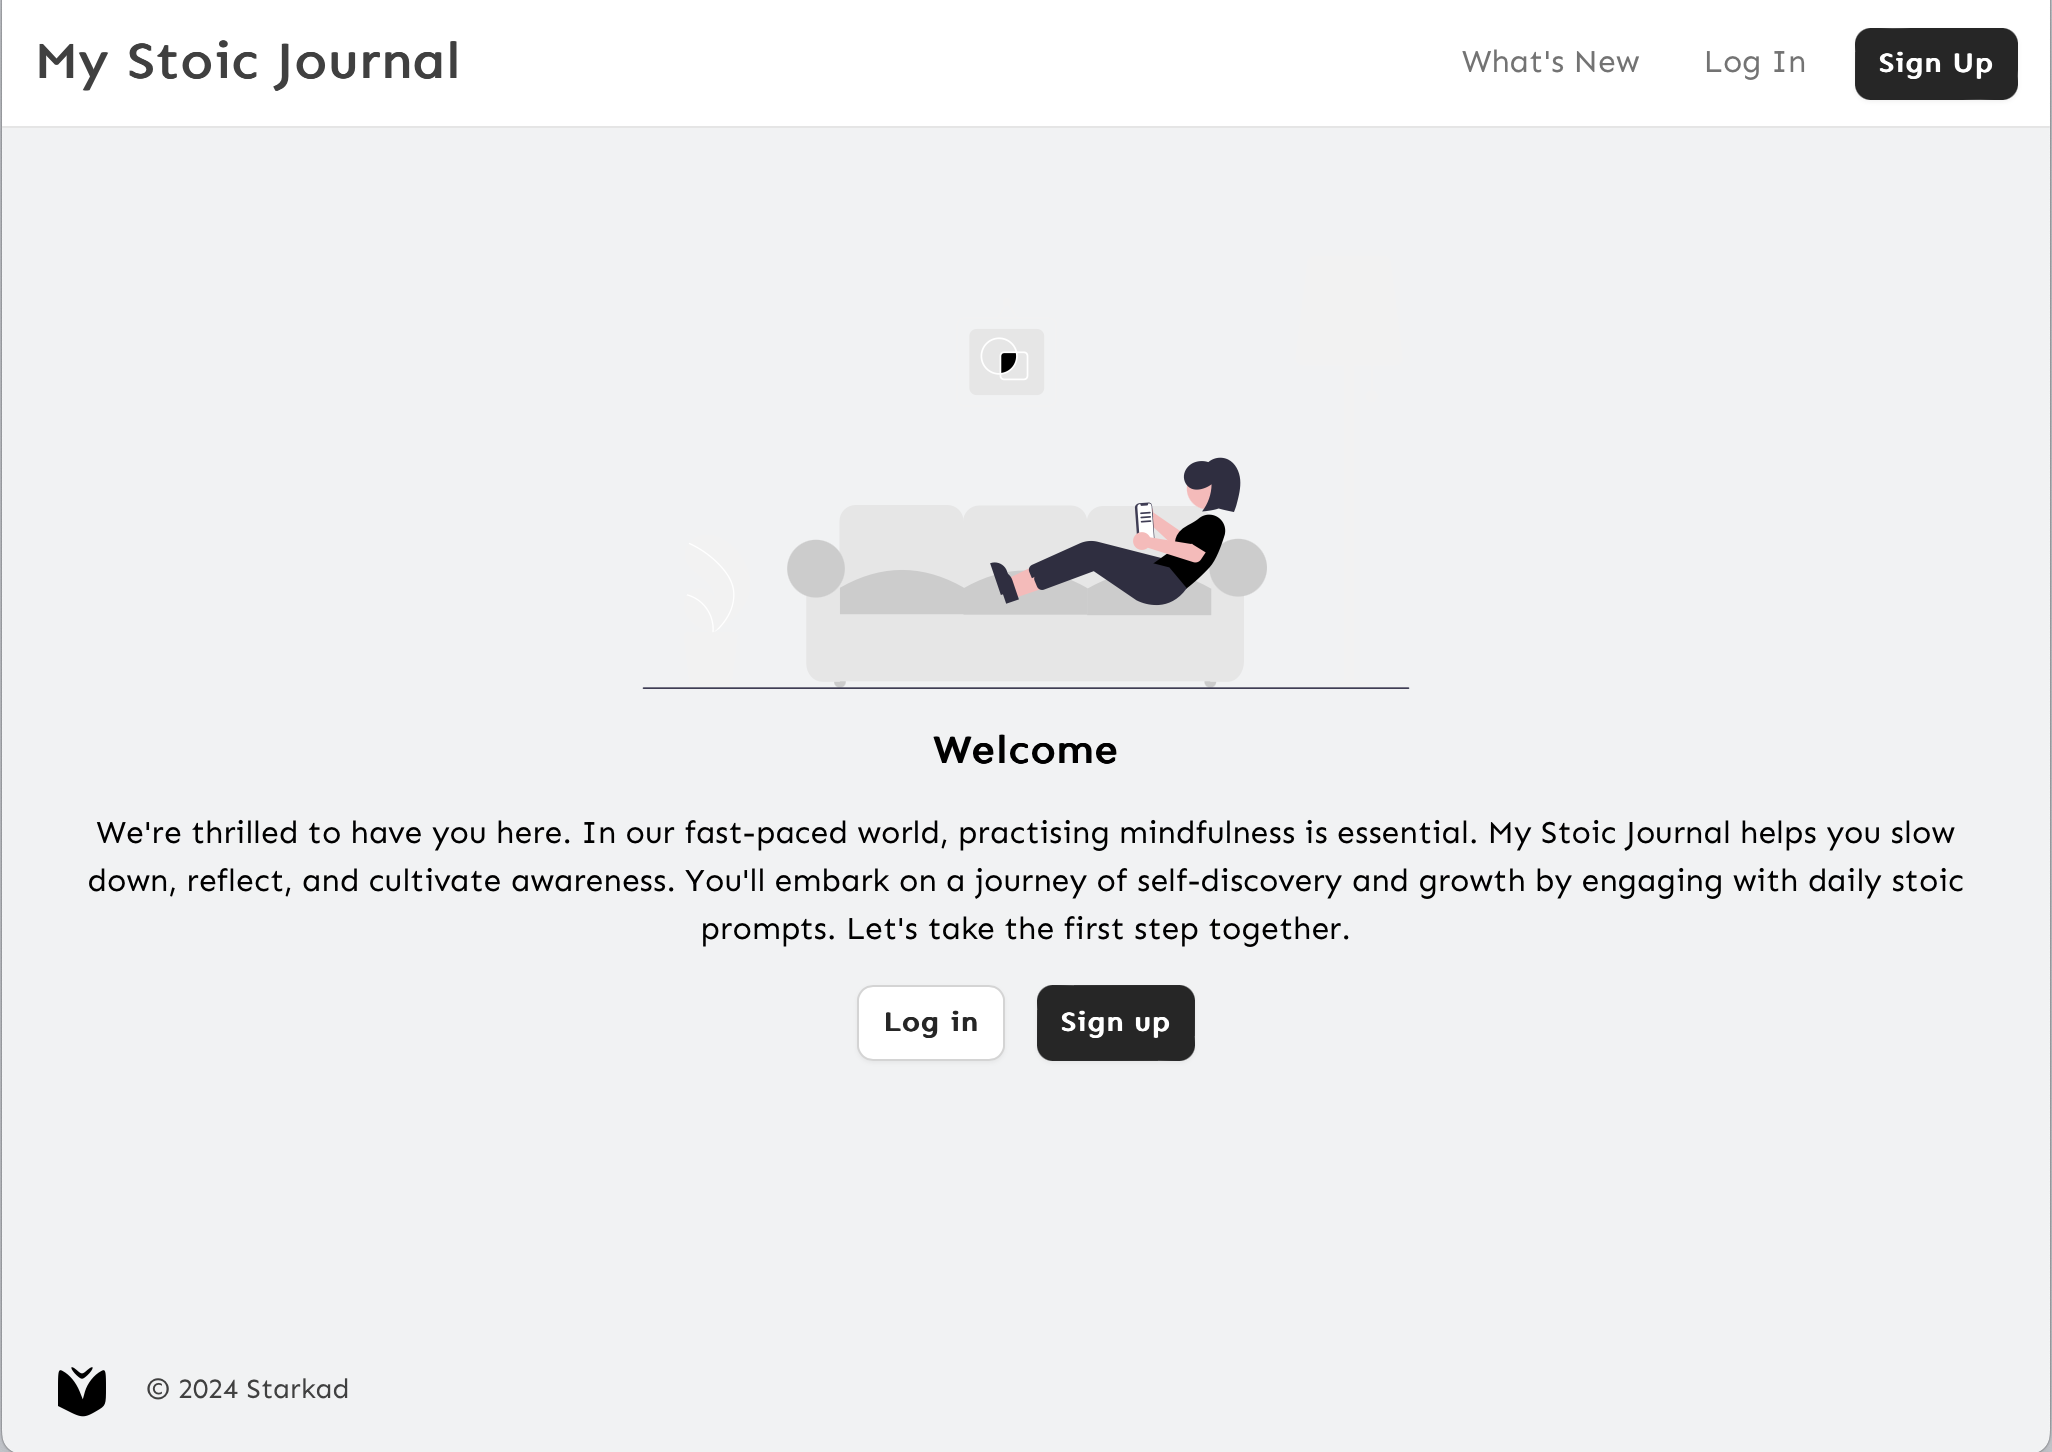 My Stoic Journal
What's New
Log In
Sign Up
Welcome
We're thrilled to have you here. In our fast-paced world, practising mindfulness is essential. My Stoic Journal helps you slow
down, reflect, and cultivate awareness. You'll embark on a journey of self-discovery and growth by engaging with daily stoic
prompts. Let's take the first step together.
Log in
Sign up
© 2024 Starkad